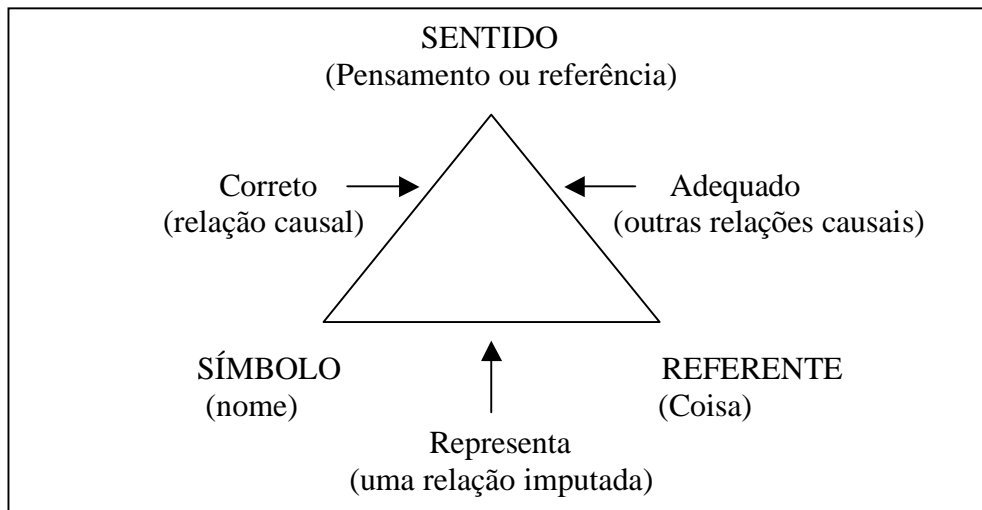 SENTIDO
(Pensamento ou referência)
Correto
(relação causal)
Adequado
(outras relações causais)
SÍMBOLO
(nome)
REFERENTE
(Coisa)
Representa
(uma relação imputada)